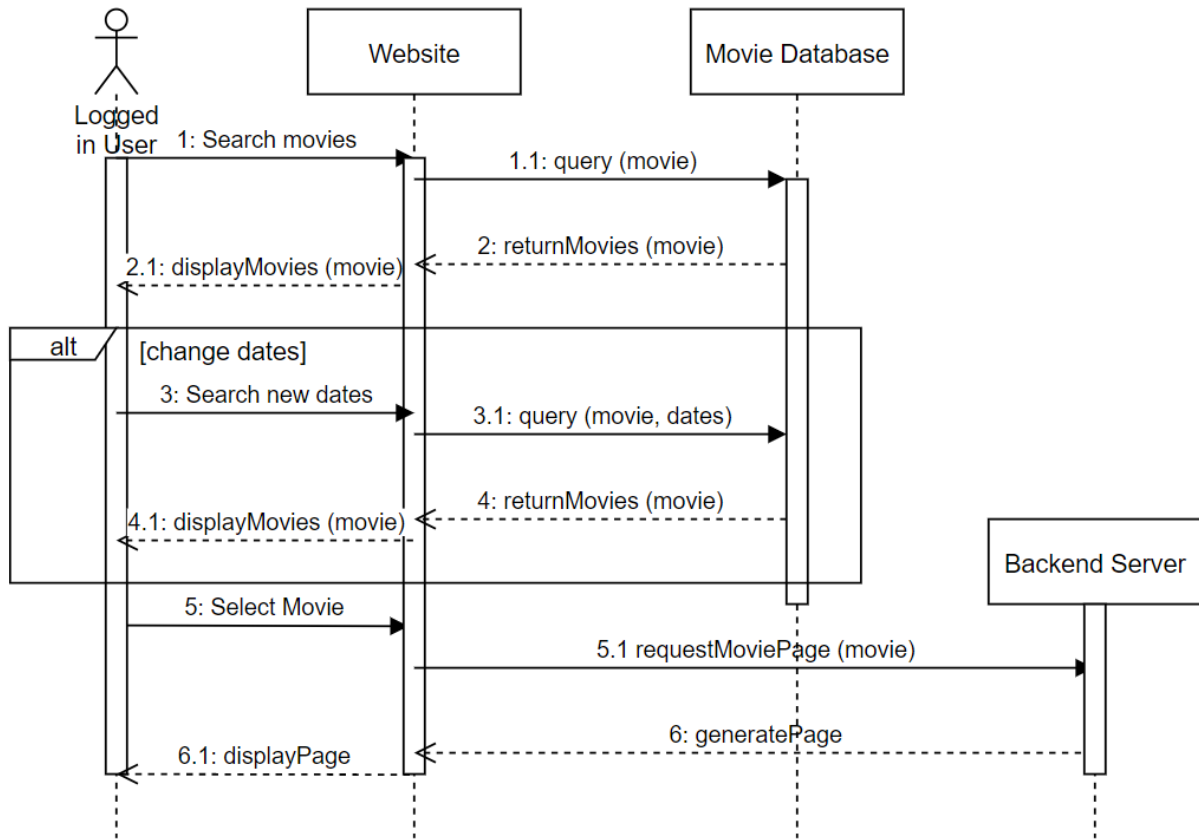 Website
Movie Database
Logged
in User
1: Search movies
1.1: query (movie)
2: returnMovies (movie)
2.1: displayMovies (movie)
alt
[change dates]
3: Search new dates
3.1: query (movie, dates)
4: returnMovies (movie)
4.1: displayMovies (movie)
Backend Server
5: Select Movie
5.1 requestMoviePage (movie)
6: generatePage
6.1: displayPage